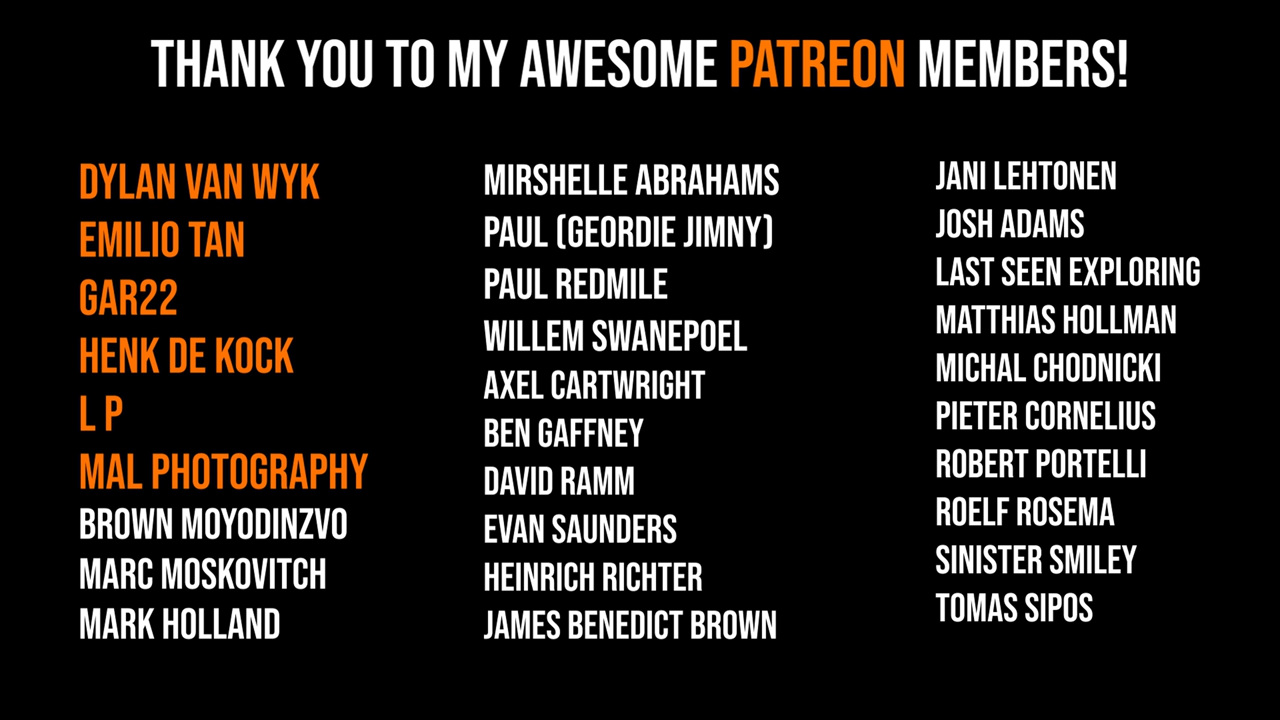 THANK YOU TO MY AWESOME PATREON MEMBERS!
DYLAN VAN WYK
EMILIO TAN
GAR22
HENK DE KOCK
L P
MAL PHOTOGRAPHY
BROWN MOYODINZVO
MARC MOSKOVITCH
MARK HOLLAND
MIRSHELLE ABRAHAMS
PAUL (GEORDIE JIMNY)
PAUL REDMILE
WILLEM SWANEPOEL
AXEL CARTWRIGHT
BEN GAFFNEY
DAVID RAMM
EVAN SAUNDERS
HEINRICH RICHTER
JAMES BENEDICT BROWN
JANI LEHTONEN
JOSH ADAMS
LAST SEEN EXPLORING
MATTHIAS HOLLMAN
MICHAL CHODNICKI
PIETER CORNELIUS
ROBERT PORTELLI
ROELF ROSEMA
SINISTER SMILEY
TOMAS SIPOS